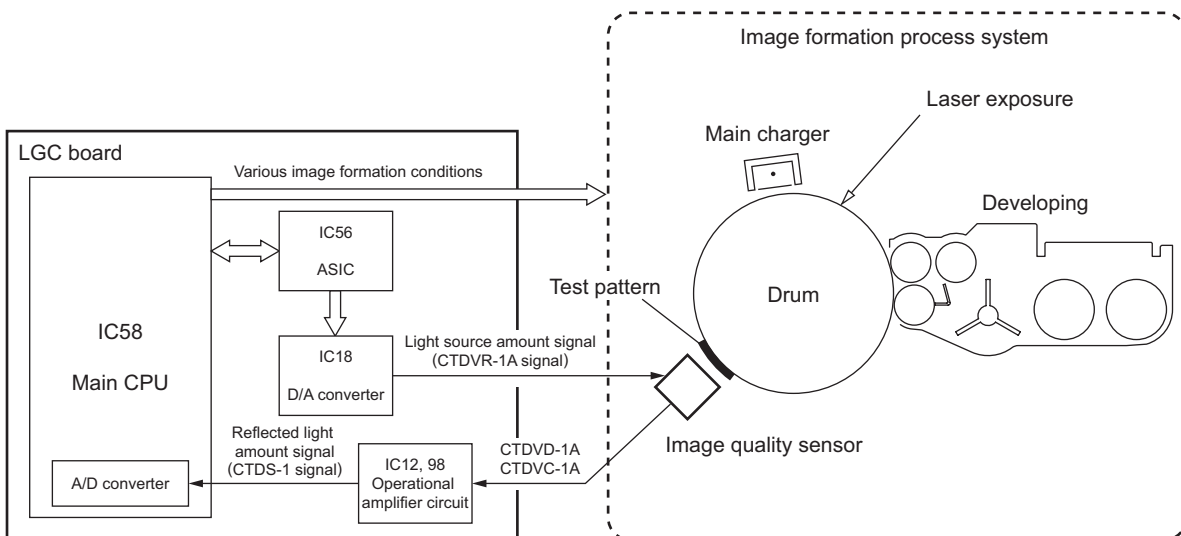 Image formation process system
Laser exposure
Main charger
LGC board
Various image formation conditions
Developing
IC56
ASIC
Test pattern
Drum
IC58
Main CPU
IC18
D/A converter
Light source amount signal
(CTDVR-1A signal)
Reflected light
amount signal
(CTDS-1 signal)
CTDVD-1A
CTDVC-1A
Image quality sensor
A/D converter
IC12, 98
Operational
amplifier circuit